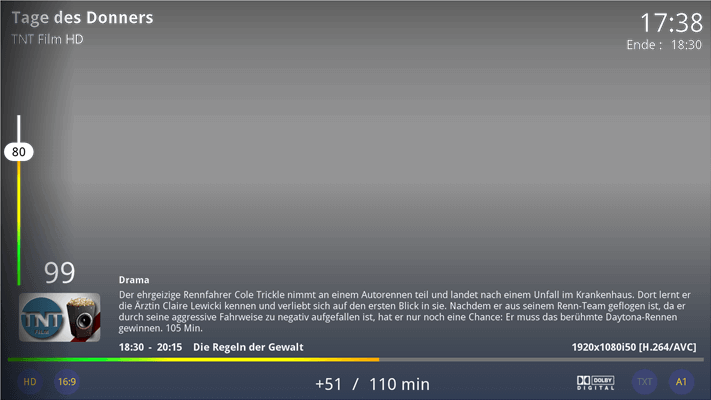 Tage des Donners
17:38
TNT Film HD
Ende : 18:30
80
99
Drama
Der ehrgeizige Rennfahrer Cole Trickle nimmt an einem Autorennen teil und landet nach einem Unfall im Krankenhaus. Dort lernt er
die Ärztin Claire Lewicki kennen und verliebt sich auf den ersten Blick in sie. Nachdem er aus seinem Renn-Team geflogen ist, da er
durch seine aggressive Fahrweise zu negativ aufgefallen ist, hat er nur noch eine Chance: Er muss das berühmte Daytona-Rennen
gewinnen. 105 Min.
TNT
FILM
18:30 - 20:15 Die Regeln der Gewalt
1920x1080i50 [H.264/AVC]
HD
16:9
+51 / 110 min
DOLBY
DIGITAL
TXT
A1